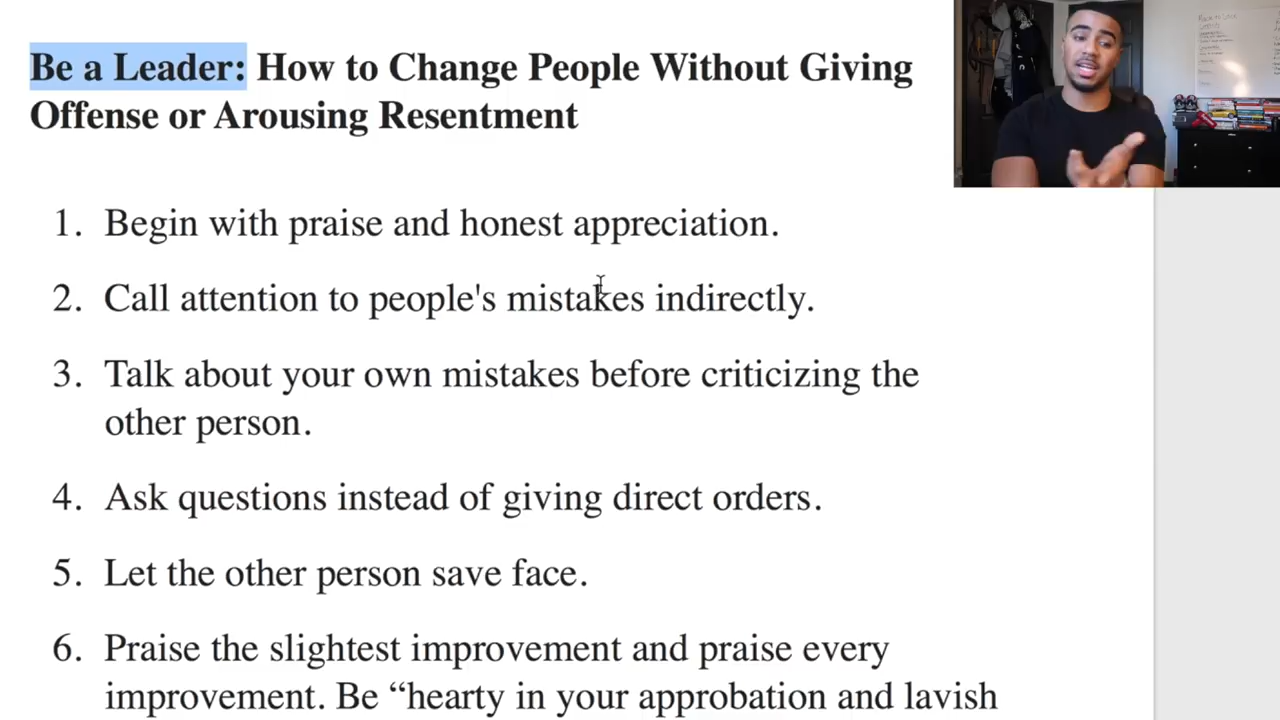 Be a Leader: How to Change People Without Giving
Offense or Arousing Resentment
1. Begin with praise and honest appreciation.
2. Call attention to people's mistakes indirectly.
3. Talk about your own mistakes before criticizing the
other person.
4. Ask questions instead of giving direct orders.
5. Let the other person save face.
6. Praise the slightest improvement and praise every
improvement. Be “hearty in your approbation and lavish